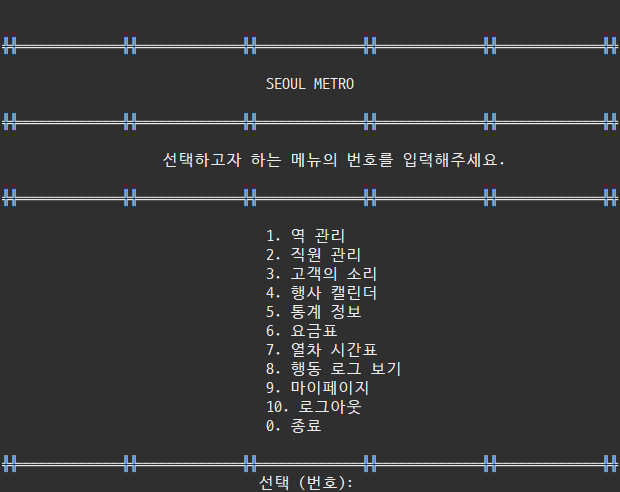 SEOUL METRO
선택하고자 하는 메뉴의 번호를 입력해주세요.
1. 역 관리
2. 직원 관리
3. 고객의 소리
4. 행사 캘린더
5. 통계 정보
6. 요금표
7. 열차 시간표
8. 행동 로그 보기
9. 마이페이지
10. 로그아웃
0. 종료
선택 (번호):